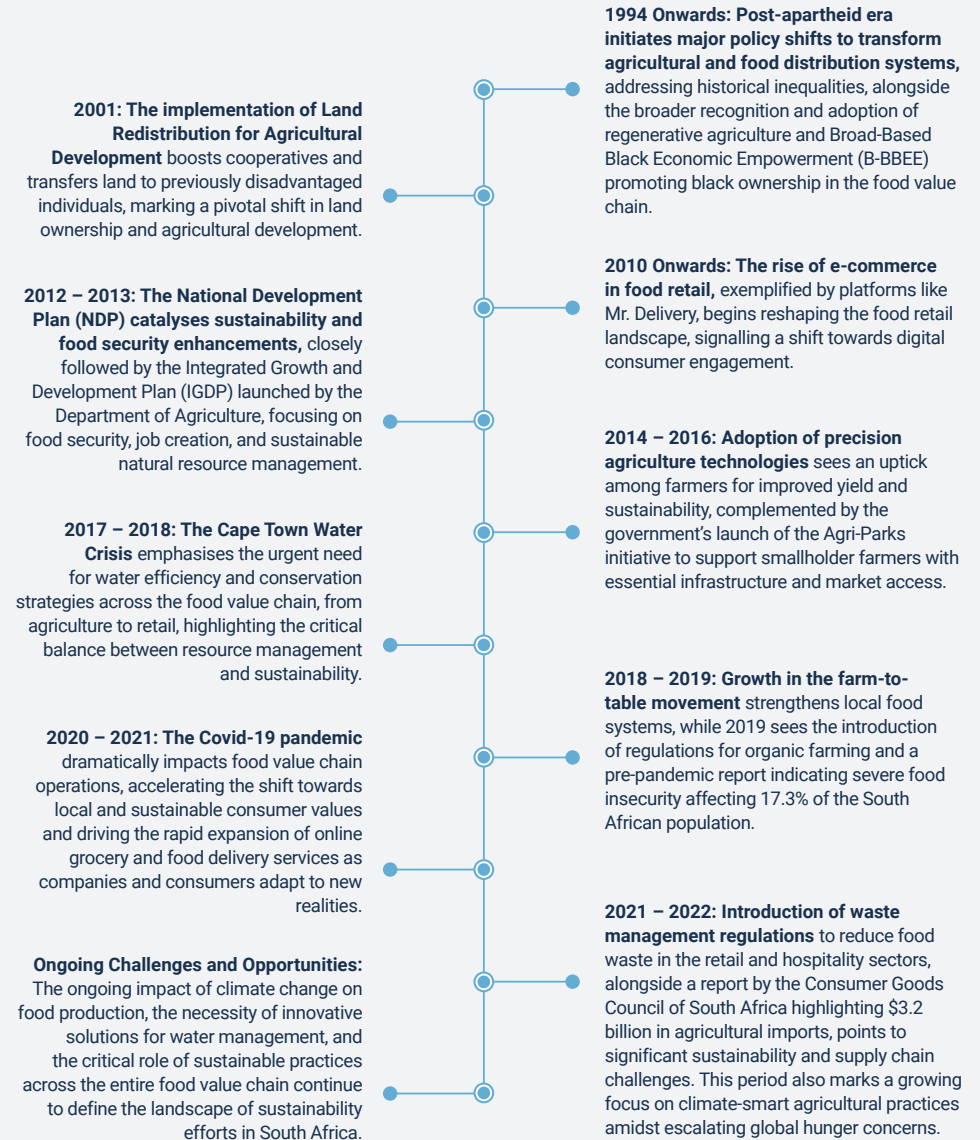 1994 Onwards: Post-apartheid era
initiates major policy shifts to transform
agricultural and food distribution systems,
addressing historical inequalities, alongside
the broader recognition and adoption of
regenerative agriculture and Broad-Based
Black Economic Empowerment (B-BBEE)
promoting black ownership in the food value
chain.
2001: The implementation of Land
Redistribution for Agricultural
Development boosts cooperatives and
transfers land to previously disadvantaged
individuals, marking a pivotal shift in land
ownership and agricultural development.
2010 Onwards: The rise of e-commerce
in food retail, exemplified by platforms like
Mr. Delivery, begins reshaping the food retail
landscape, signalling a shift towards digital
consumer engagement.
2012 – 2013: The National Development
Plan (NDP) catalyses sustainability and
food security enhancements, closely
followed by the Integrated Growth and
Development Plan (IGDP) launched by the
Department of Agriculture, focusing on
food security, job creation, and sustainable
natural resource management.
2014 – 2016: Adoption of precision
agriculture technologies sees an uptick
among farmers for improved yield and
sustainability, complemented by the
government’s launch of the Agri-Parks
initiative to support smallholder farmers with
essential infrastructure and market access.
2017 – 2018: The Cape Town Water
Crisis emphasises the urgent need
for water efficiency and conservation
strategies across the food value chain, from
agriculture to retail, highlighting the critical
balance between resource management
and sustainability.
2018 – 2019: Growth in the farm-to-
table movement strengthens local food
systems, while 2019 sees the introduction
of regulations for organic farming and a
pre-pandemic report indicating severe food
insecurity affecting 17.3% of the South
African population.
2020 – 2021: The Covid-19 pandemic
dramatically impacts food value chain
operations, accelerating the shift towards
local and sustainable consumer values
and driving the rapid expansion of online
grocery and food delivery services as
companies and consumers adapt to new
realities.
2021 – 2022: Introduction of waste
management regulations to reduce food
waste in the retail and hospitality sectors,
alongside a report by the Consumer Goods
Council of South Africa highlighting $3.2
billion in agricultural imports, points to
significant sustainability and supply chain
challenges. This period also marks a growing
focus on climate-smart agricultural practices
amidst escalating global hunger concerns.
Ongoing Challenges and Opportunities:
The ongoing impact of climate change on
food production, the necessity of innovative
solutions for water management, and
the critical role of sustainable practices
across the entire food value chain continue
to define the landscape of sustainability
efforts in South Africa.